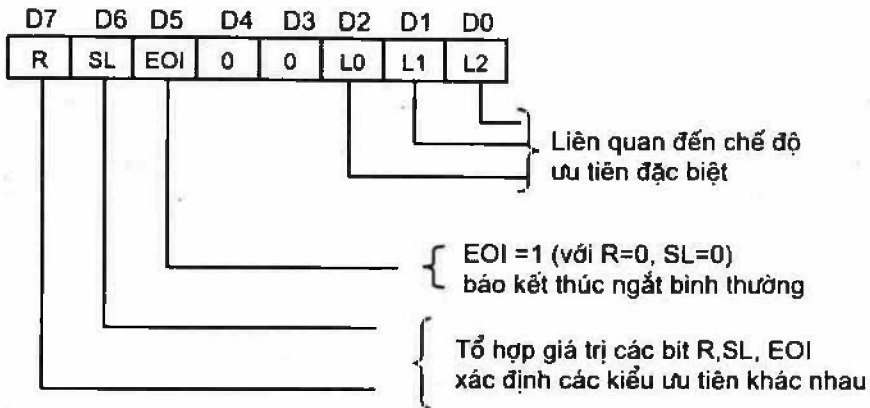 D7 D6 D5 D4 D3 D2 D1 D0
R SL EOI 0 0 L0 L1 L2
Liên quan đến chế độ
ưu tiên đặc biệt
EOI =1 (với R=0, SL=0)
báo kết thúc ngắt bình thường
Tổ hợp giá trị các bit R,SL, EOI
xác định các kiểu ưu tiên khác nhau